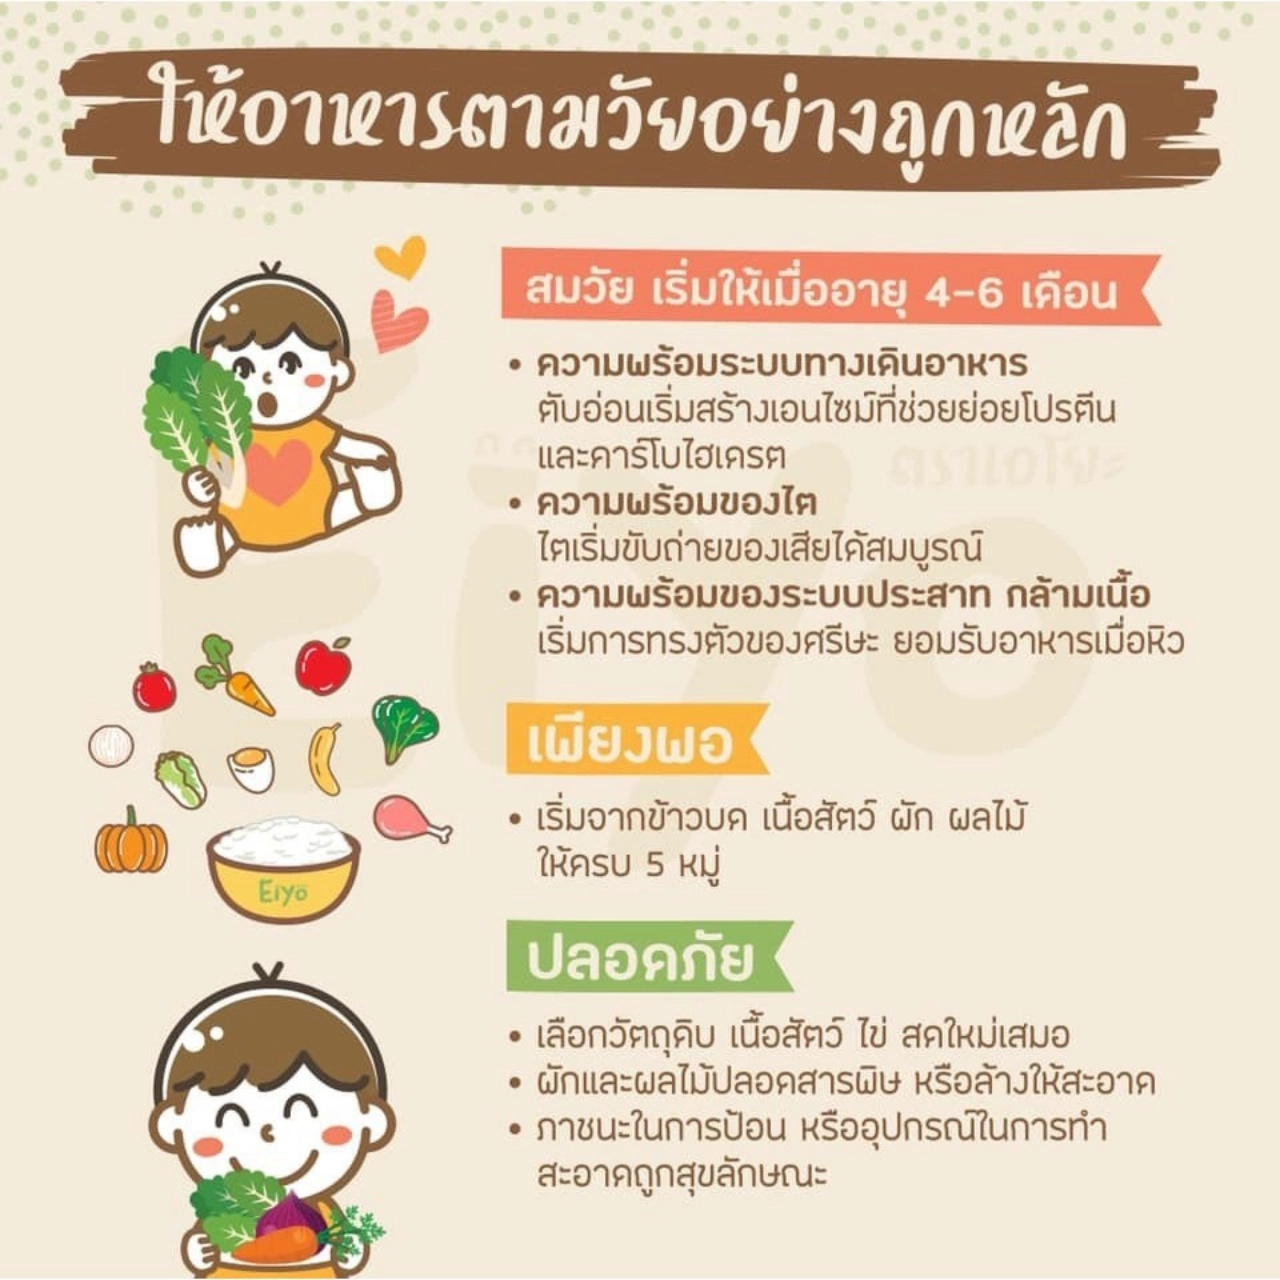 ให้อาหารตามวัยอย่างถูกหลัก
สมวัย เริ่มให้เมื่ออายุ 4-6 เดือน
• ความพร้อมระบบทางเดินอาหาร
ตับอ่อนเริ่มสร้างเอนไซม์ที่ช่วยย่อยโปรตีน
และคาร์โบไฮเดรต
• ความพร้อมของไต
ไตเริ่มขับถ่ายของเสียได้สมบูรณ์
• ความพร้อมของระบบประสาท กล้ามเนื้อ
เริ่มการทรงตัวของศรีษะ ยอมรับอาหารเมื่อหิว
เพียงพอ
• เริ่มจากข้าวบด เนื้อสัตว์ ผัก ผลไม้
ให้ครบ 5 หมู่
Eiyō
ปลอดภัย
• เลือกวัตถุดิบ เนื้อสัตว์ ไข่ สดใหม่เสมอ
• ผักและผลไม้ปลอดสารพิษ หรือล้างให้สะอาด
• ภาชนะในการป้อน หรืออุปกรณ์ในการทำ
สะอาดถูกสุขลักษณะ
ตราเอโยะ
Eiyo